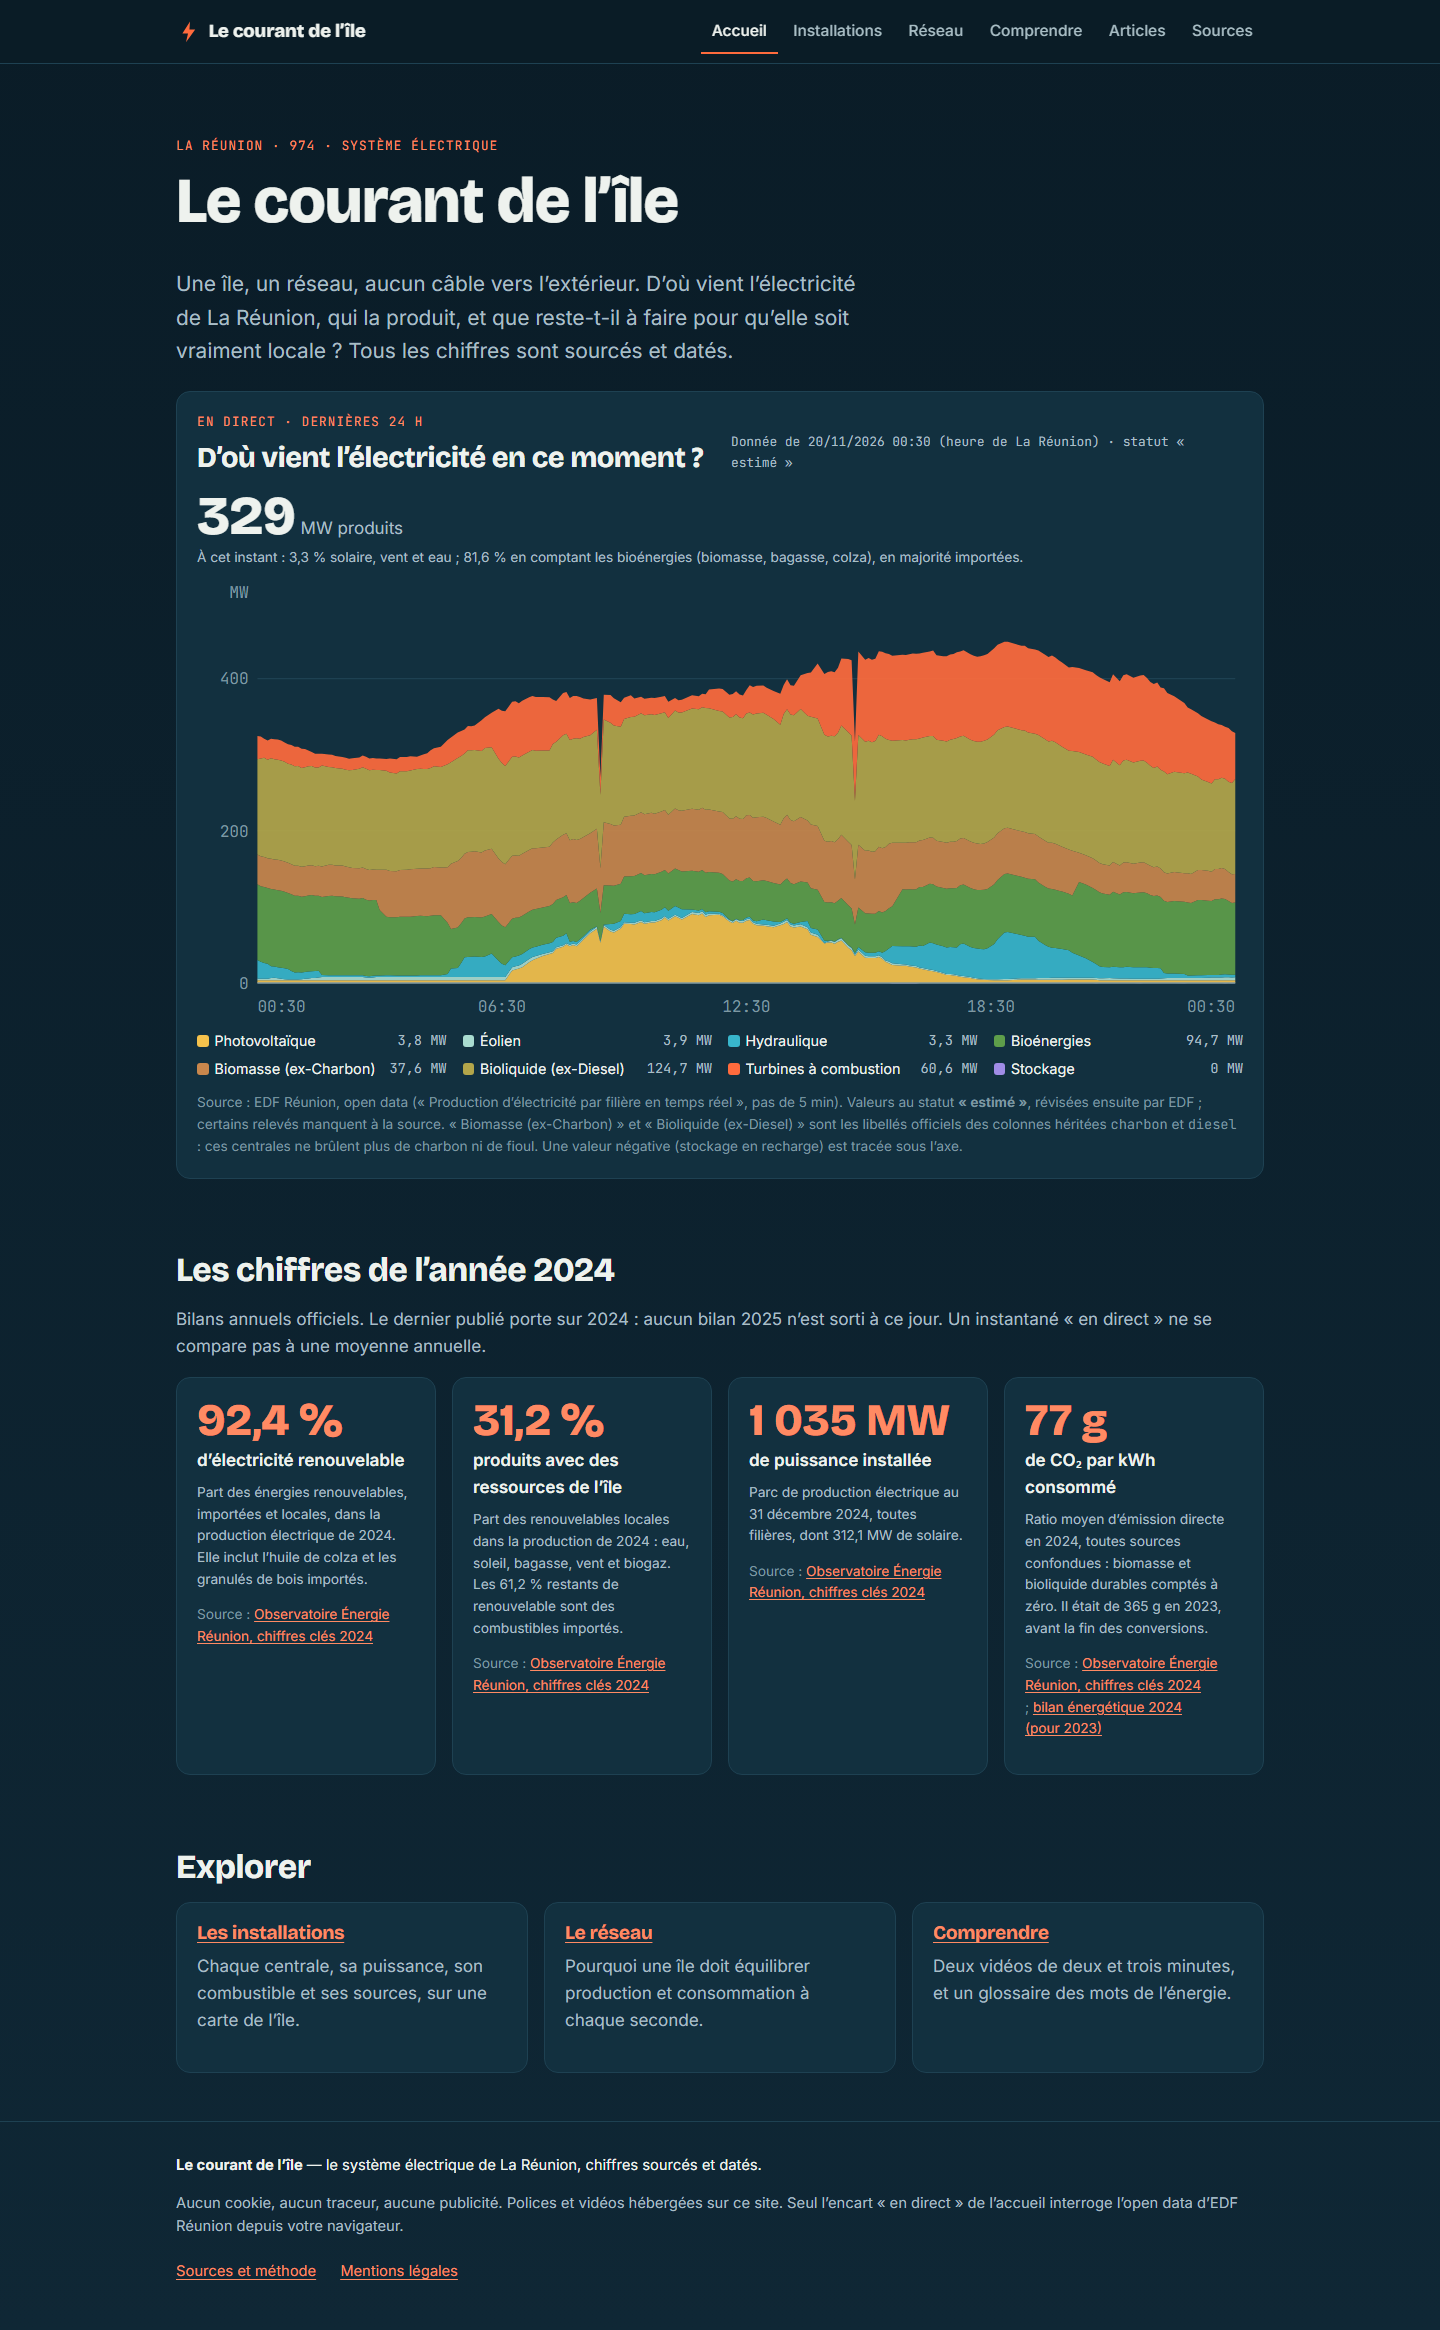 Le courant de l’île
Accueil
Installations
Réseau
Comprendre
Articles
Sources
LA RÉUNION · 974 · SYSTÈME ÉLECTRIQUE
Le courant de l’île
Une île, un réseau, aucun câble vers l’extérieur. D’où vient l’électricité
de La Réunion, qui la produit, et que reste-t-il à faire pour qu’elle soit
vraiment locale ? Tous les chiffres sont sourcés et datés.
EN DIRECT · DERNIÈRES 24 H
D’où vient l’électricité en ce moment ?
Donnée de 20/11/2026 00:30 (heure de La Réunion) · statut «
estimé »
329 MW produits
À cet instant : 3,3 % solaire, vent et eau ; 81,6 % en comptant les bioénergies (biomasse, bagasse, colza), en majorité importées.
MW
400
200
0
00:30
06:30
12:30
18:30
00:30
Photovoltaïque 3,8 MW
Éolien 3,9 MW
Hydraulique 3,3 MW
Bioénergies 94,7 MW
Biomasse (ex-Charbon) 37,6 MW
Bioliquide (ex-Diesel) 124,7 MW
Turbines à combustion 60,6 MW
Stockage 0 MW
Source : EDF Réunion, open data (« Production d’électricité par filière en temps réel », pas de 5 min). Valeurs au statut « estimé », révisées ensuite par EDF ;
certains relevés manquent à la source. « Biomasse (ex-Charbon) » et « Bioliquide (ex-Diesel) » sont les libellés officiels des colonnes héritées charbon et diesel
: ces centrales ne brûlent plus de charbon ni de fioul. Une valeur négative (stockage en recharge) est tracée sous l’axe.
Les chiffres de l’année 2024
Bilans annuels officiels. Le dernier publié porte sur 2024 : aucun bilan 2025 n’est sorti à ce jour. Un instantané « en direct » ne se
compare pas à une moyenne annuelle.
92,4 %
d’électricité renouvelable
Part des énergies renouvelables,
importées et locales, dans la
production électrique de 2024.
Elle inclut l’huile de colza et les
granulés de bois importés.
Source : Observatoire Énergie
Réunion, chiffres clés 2024
31,2 %
produits avec des
ressources de l’île
Part des renouvelables locales
dans la production de 2024 : eau,
soleil, bagasse, vent et biogaz.
Les 61,2 % restants de
renouvelable sont des
combustibles importés.
Source : Observatoire Énergie
Réunion, chiffres clés 2024
1 035 MW
de puissance installée
Parc de production électrique au
31 décembre 2024, toutes
filières, dont 312,1 MW de solaire.
Source : Observatoire Énergie
Réunion, chiffres clés 2024
77 g
de CO₂ par kWh
consommé
Ratio moyen d’émission directe
en 2024, toutes sources
confondues : biomasse et
bioliquide durables comptés à
zéro. Il était de 365 g en 2023,
avant la fin des conversions.
Source : Observatoire Énergie
Réunion, chiffres clés 2024
; bilan énergétique 2024
(pour 2023)
Explorer
Les installations
Chaque centrale, sa puissance, son
combustible et ses sources, sur une
carte de l’île.
Le réseau
Pourquoi une île doit équilibrer
production et consommation à
chaque seconde.
Comprendre
Deux vidéos de deux et trois minutes,
et un glossaire des mots de l’énergie.
Le courant de l’île — le système électrique de La Réunion, chiffres sourcés et datés.
Aucun cookie, aucun traceur, aucune publicité. Polices et vidéos hébergées sur ce site. Seul l’encart « en direct » de l’accueil interroge l’open data d’EDF
Réunion depuis votre navigateur.
Sources et méthode
Mentions légales